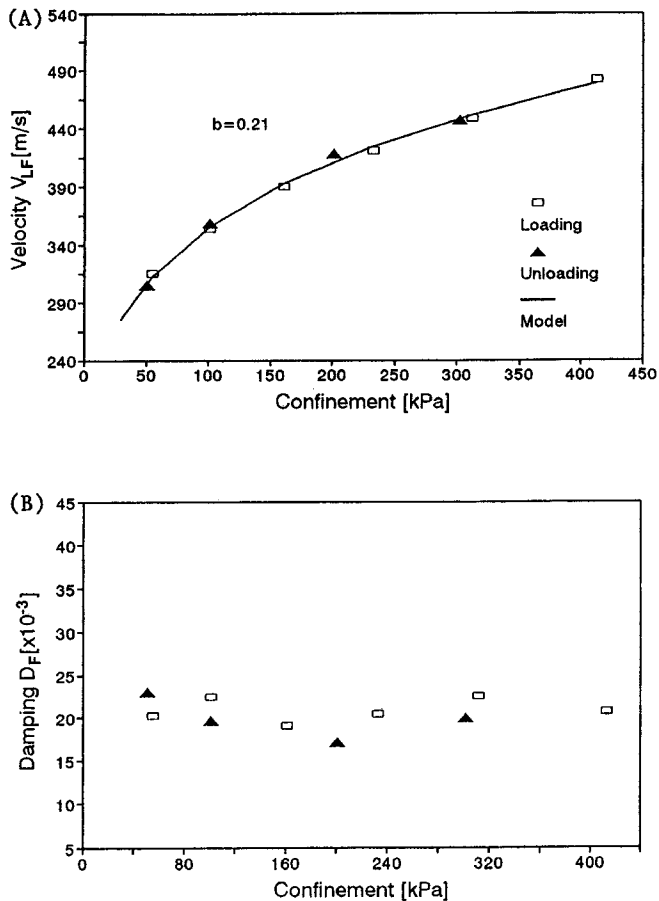 (A)
540
490
440
390
340
290
240
Velocity V_LF [m/s]
b=0.21
Loading
Unloading
Model
0 50 100 150 200 250 300 350 400 450
Confinement [kPa]
(B)
45
40
35
30
25
20
15
10
5
Damping D_F [x10^-3]
0 80 160 240 320 400
Confinement [kPa]